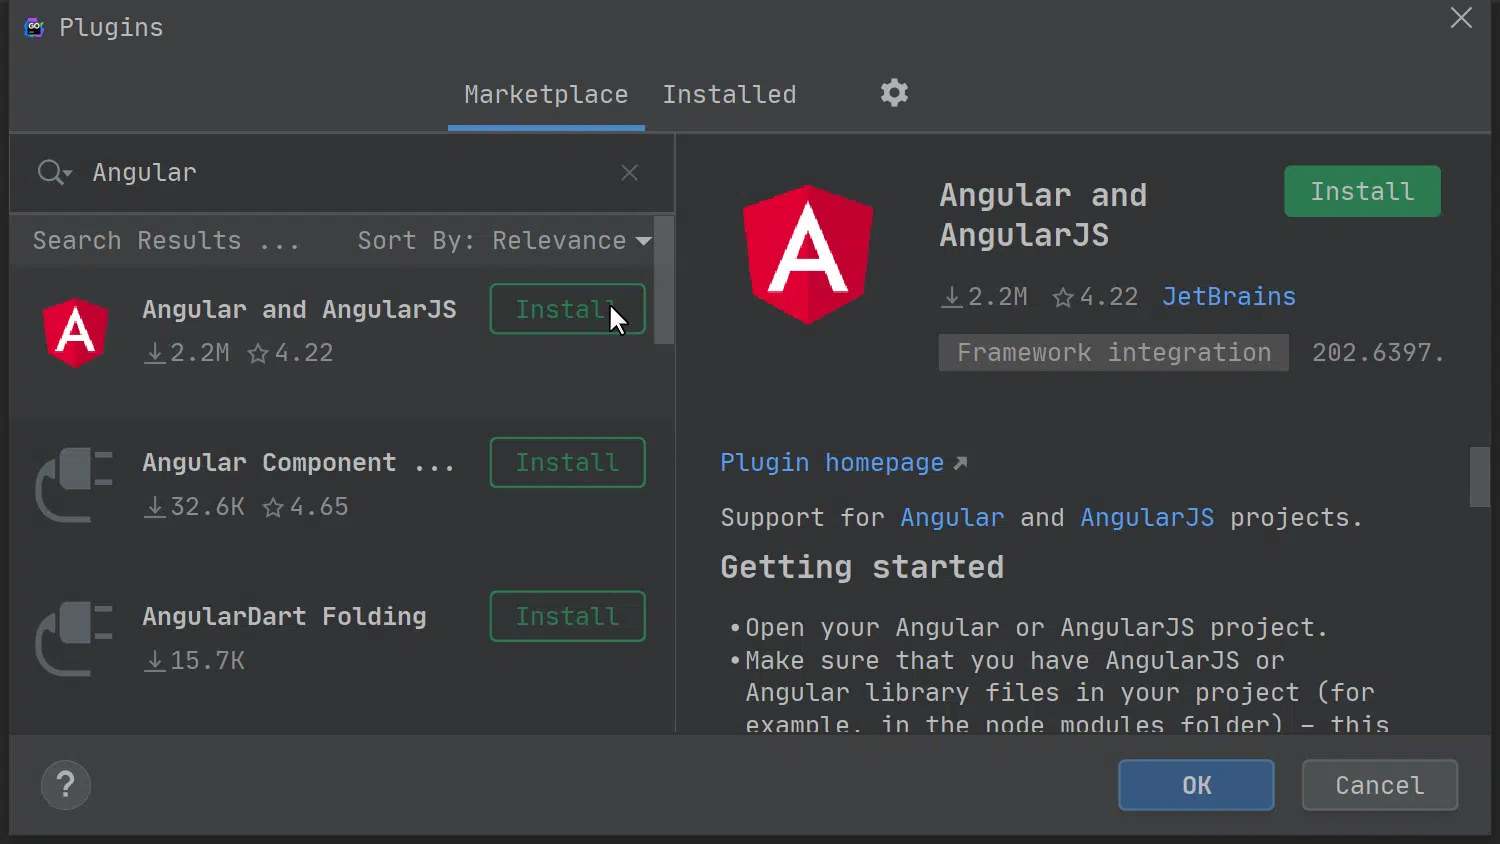 Plugins
Marketplace Installed
Angular
Search Results ... Sort By: Relevance
Angular and AngularJS Install
2.2M 4.22
Angular Component ... Install
32.6K 4.65
AngularDart Folding Install
15.7K
Angular and
AngularJS
Install
2.2M 4.22 JetBrains
Framework integration 202.6397.
Plugin homepage
Support for Angular and AngularJS projects.
Getting started
•Open your Angular or AngularJS project.
•Make sure that you have AngularJS or
Angular library files in your project (for
example, in the node modules folder) – this
? OK Cancel